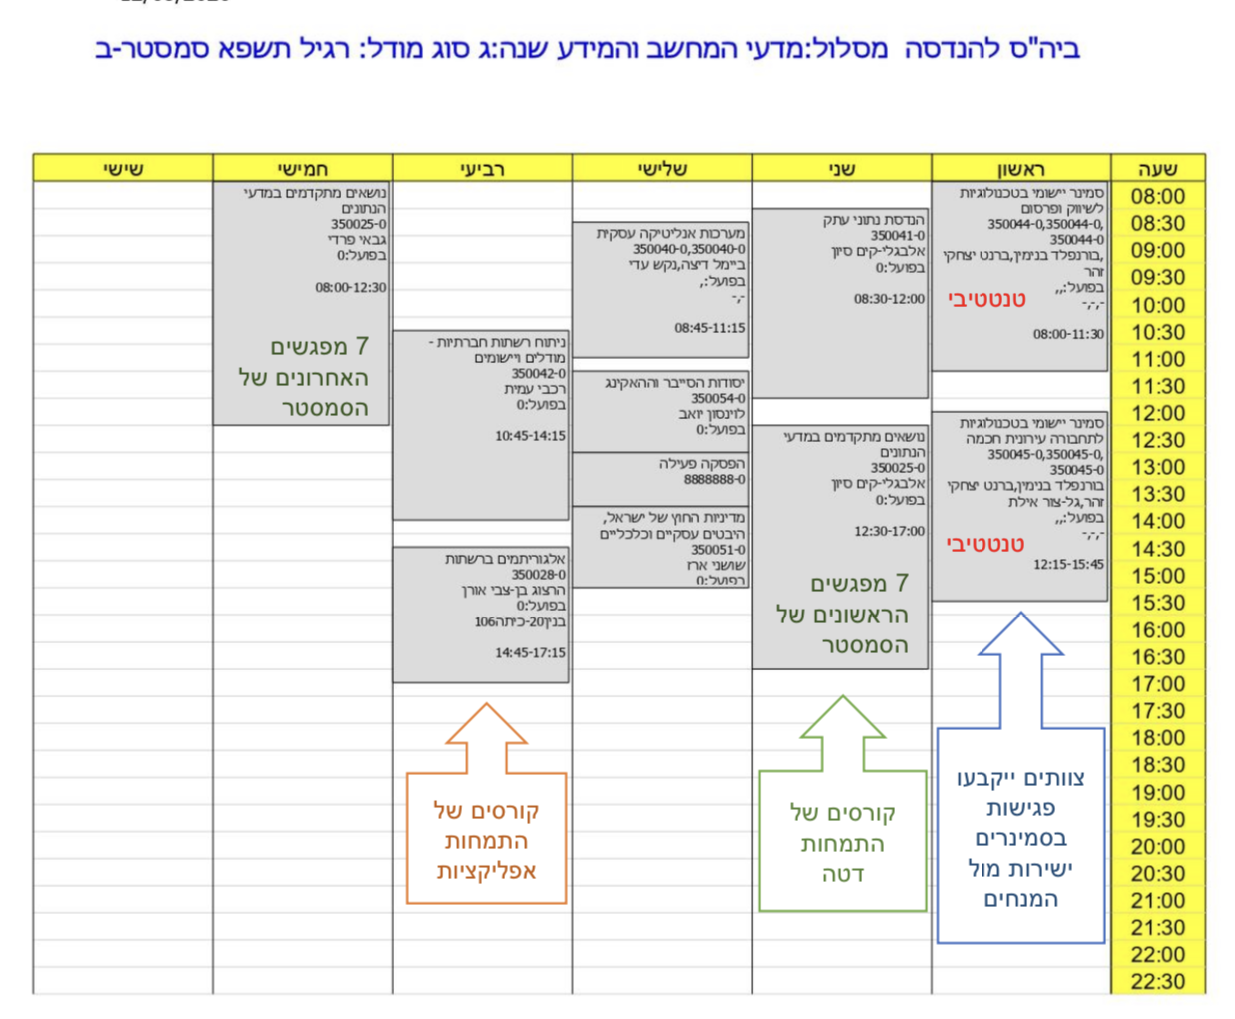 ביה"ס להנדסה מסלול:מדעי המחשב והמידע שנה:ג סוג מודל: רגיל תשפא סמסטר-ב
שעה
ראשון
שני
שלישי
רביעי
חמישי
שישי
08:00
08:30
09:00
09:30
10:00
10:30
11:00
11:30
12:00
12:30
13:00
13:30
14:00
14:30
15:00
15:30
16:00
16:30
17:00
17:30
18:00
18:30
19:00
19:30
20:00
20:30
21:00
21:30
22:00
22:30
סמינר יישומי בטכנולוגיות
לשיווק ופרסום
350044-0,350044-0,
350044-0
,בורנפלד בנימין,ברנט יצחקי
זהר
בפועל:,,
-,-,-
טנטטיבי
08:00-11:30
סמינר יישומי בטכנולוגיות
לתחבורה עירונית חכמה
350045-0,350045-0,
350045-0
בורנפלד בנימין,ברנט יצחקי
זהר,גל-צור אילת
בפועל:,,
-,-,-
טנטטיבי
12:15-15:45
צוותים ייקבעו
פגישות
בסמינרים
ישירות מול
המנחים
הנדסת נתוני עתק
350041-0
אלבגלי-קים סיון
בפועל:0
08:30-12:00
נושאים מתקדמים במדעי
הנתונים
350025-0
אלבגלי-קים סיון
בפועל:0
12:30-17:00
7 מפגשים
הראשונים של
הסמסטר
קורסים של
התמחות
דטה
מערכות אנליטיקה עסקית
350040-0,350040-0
ביימל דיצה,נקש עדי
בפועל:,
-,-
08:45-11:15
יסודות הסייבר וההאקינג
350054-0
לוינסון יואב
בפועל:0
הפסקה פעילה
8888888-0
מדיניות החוץ של ישראל,
היבטים עסקיים וכלכליים
350051-0
שושני ארז
בפועל:0
ניתוח רשתות חברתיות -
מודלים ויישומים
350042-0
רכבי עמית
בפועל:0
10:45-14:15
אלגוריתמים ברשתות
350028-0
הרצוג בן-צבי אורן
בפועל:0
בנין20-כיתה106
14:45-17:15
קורסים של
התמחות
אפליקציות
נושאים מתקדמים במדעי
הנתונים
350025-0
גבאי פרדי
בפועל:0
08:00-12:30
7 מפגשים
האחרונים של
הסמסטר